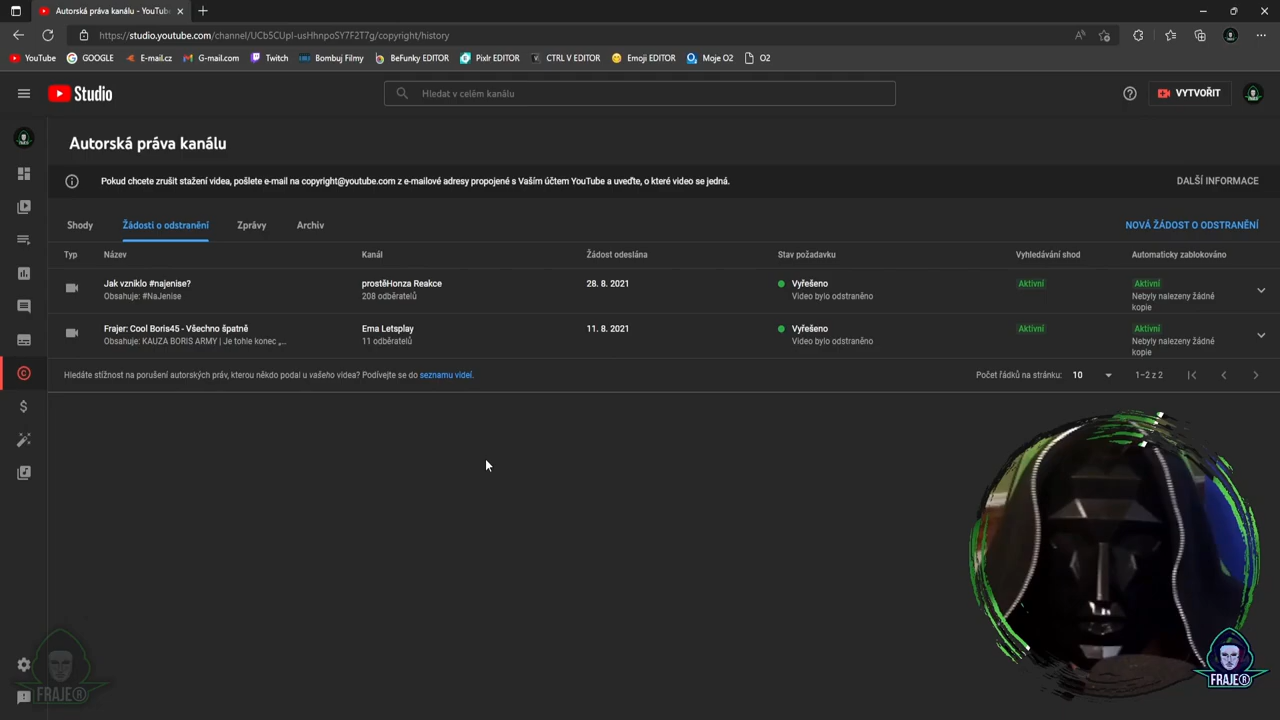 Autorská práva kanálu - YouTub
https://studio.youtube.com/channel/UCb5CUpI-usHhnpoSY7F2T7g/copyright/history
YouTube GOOGLE E-mail.cz G-mail.com Twitch Bombuj Filmy BeFunky EDITOR Pixlr EDITOR CTRL V EDITOR Emoji EDITOR Moje O2 O2
Studio Hledat v celém kanálu VYTVOŘIT
Autorská práva kanálu
Pokud chcete zrušit stažení videa, pošlete e-mail na copyright@youtube.com z e-mailové adresy propojené s Vaším účtem YouTube a uveďte, o které video se jedná. DALŠÍ INFORMACE
Shody Žádosti o odstranění Zprávy Archiv NOVÁ ŽÁDOST O ODSTRANĚNÍ
Typ Název Kanál Žádost odeslána Stav požadavku Vyhledávání shod Automaticky zablokováno
Jak vzniklo #najenise? prostěHonza Reakce 28. 8. 2021 Vyřešeno Aktivní Aktivní
Obsahuje: #NaJenise 208 odběratelů Video bylo odstraněno Nebyly nalezeny žádné
kopie
Frajer: Cool Boris45 - Všechno špatně Ema Letsplay 11. 8. 2021 Vyřešeno Aktivní Aktivní
Obsahuje: KAUZA BORIS ARMY | Je tohle konec „... 11 odběratelů Video bylo odstraněno Nebyly nalezeny žádné
kopie
Hledáte stížnost na porušení autorských práv, kterou někdo podal u vašeho videa? Podívejte se do seznamu videí. Počet řádků na stránku: 10 1–2 z 2
FRAJE®
FRAJE®